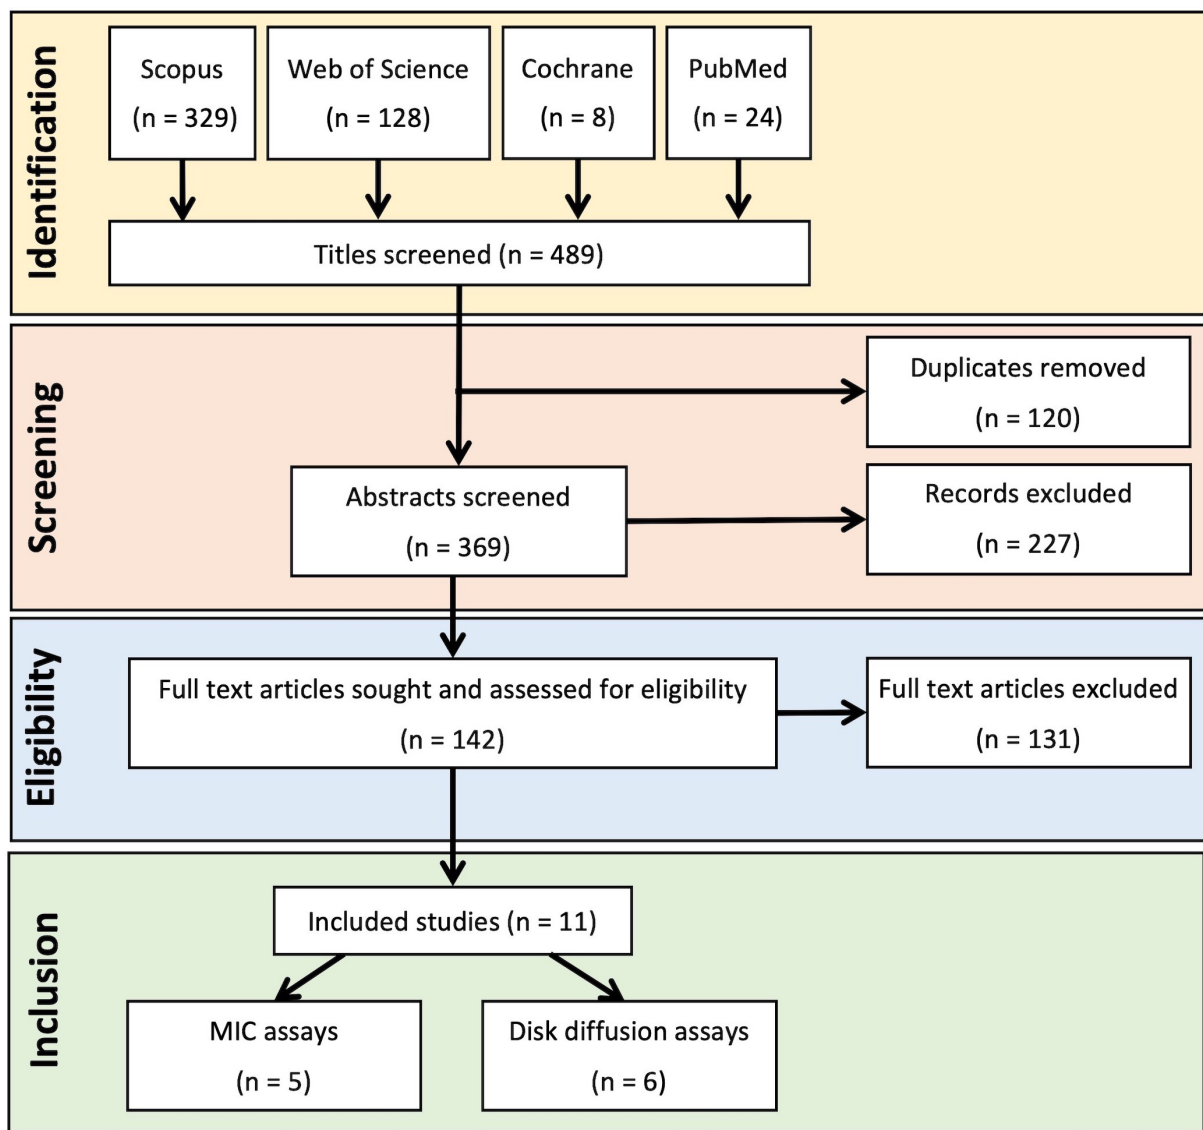 Identification
Scopus
(n = 329)
Web of Science
(n = 128)
Cochrane
(n = 8)
PubMed
(n = 24)
Titles screened (n = 489)
Screening
Duplicates removed
(n = 120)
Abstracts screened
(n = 369)
Records excluded
(n = 227)
Eligibility
Full text articles sought and assessed for eligibility
(n = 142)
Full text articles excluded
(n = 131)
Inclusion
Included studies (n = 11)
MIC assays
(n = 5)
Disk diffusion assays
(n = 6)